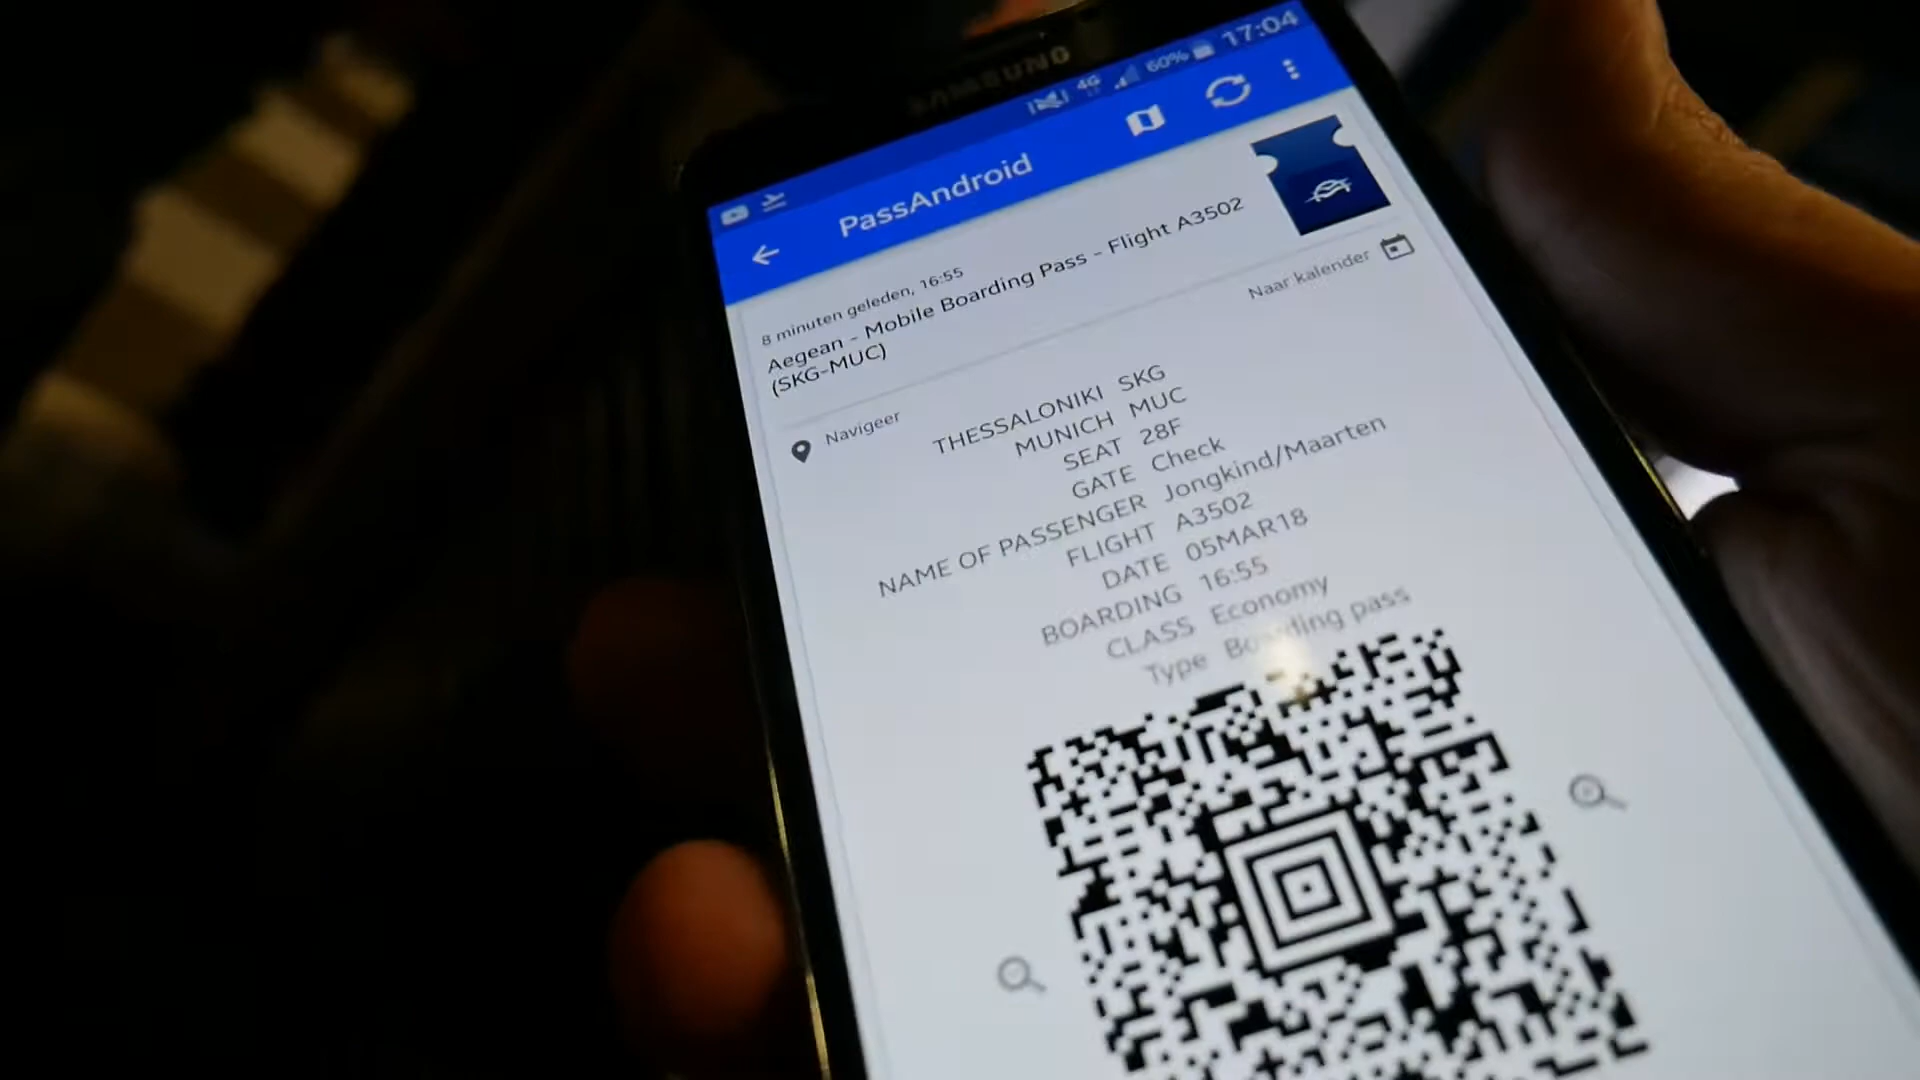 SAMSUNG
4G 60% 17:04
PassAndroid
8 minuten geleden, 16:55
Aegean - Mobile Boarding Pass - Flight A3502
(SKG-MUC)
Navigeer
Naar kalender
THESSALONIKI SKG
MUNICH MUC
SEAT 28F
GATE Check
NAME OF PASSENGER Jongkind/Maarten
FLIGHT A3502
DATE 05MAR18
BOARDING 16:55
CLASS Economy
Type Boarding pass